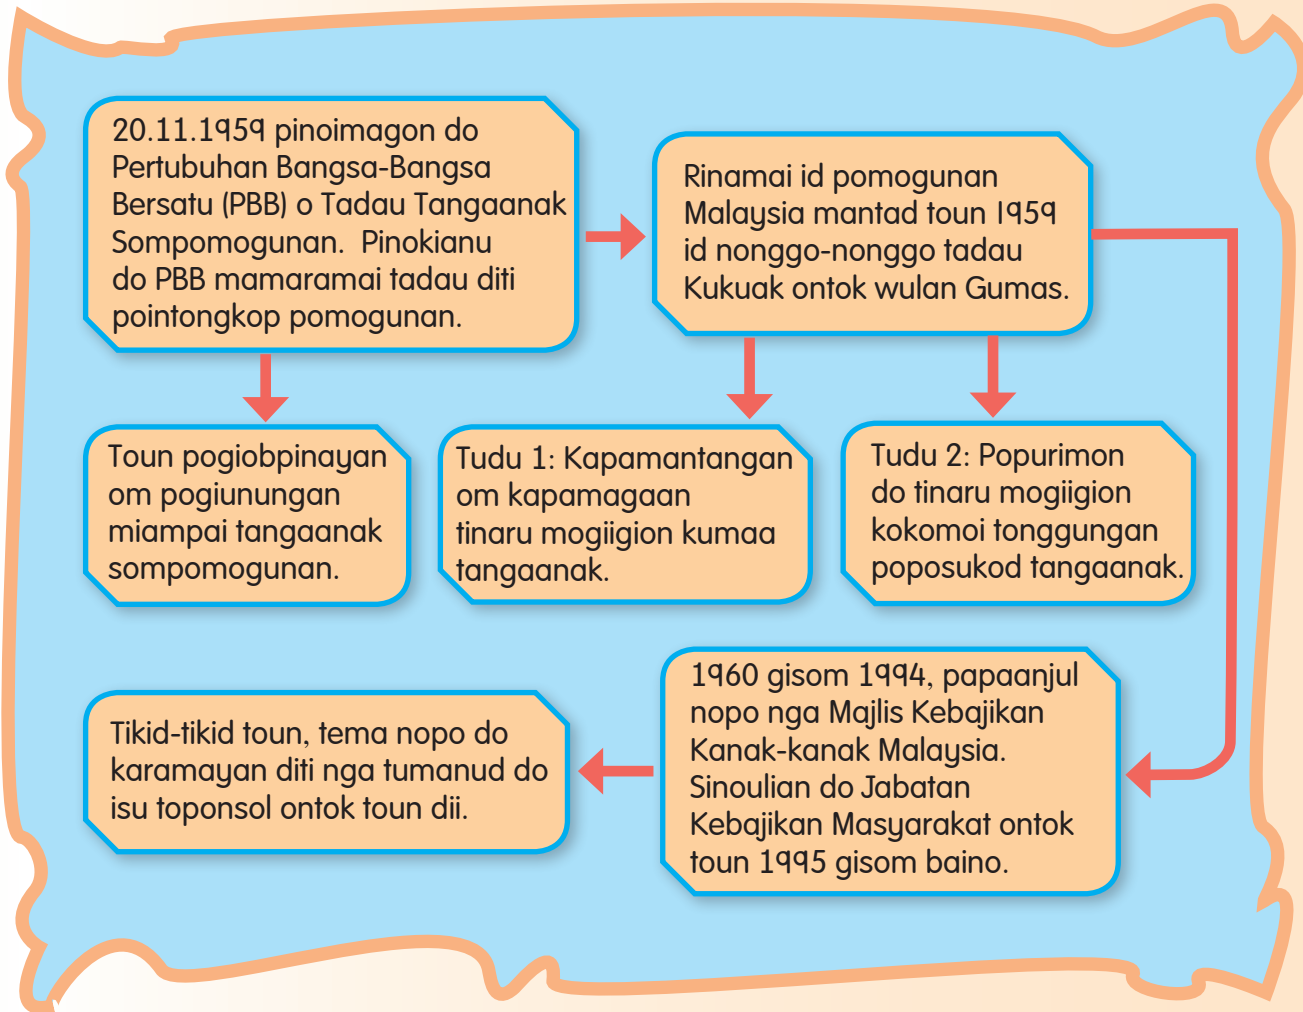 20.11.1959 pinoimagon do
Pertubuhan Bangsa-Bangsa
Bersatu (PBB) o Tadau Tangaanak
Sompomogunan.  Pinokianu
do PBB mamaramai tadau diti
pointongkop pomogunan.
Rinamai id pomogunan
Malaysia mantad toun 1959
id nonggo-nonggo tadau
Kukuak ontok wulan Gumas.
Toun pogiobpinayan
om pogiunungan
miampai tangaanak
sompomogunan.
Tudu 1: Kapamantangan
om kapamagaan
tinaru mogiigion kumaa
tangaanak.
Tudu 2: Popurimon
do tinaru mogiigion
kokomoi tonggungan
poposukod tangaanak.
1960 gisom 1994, papaanjul
nopo nga Majlis Kebajikan
Kanak-kanak Malaysia.
Sinoulian do Jabatan
Kebajikan Masyarakat ontok
toun 1995 gisom baino.
Tikid-tikid toun, tema nopo do
karamayan diti nga tumanud do
isu toponsol ontok toun dii.